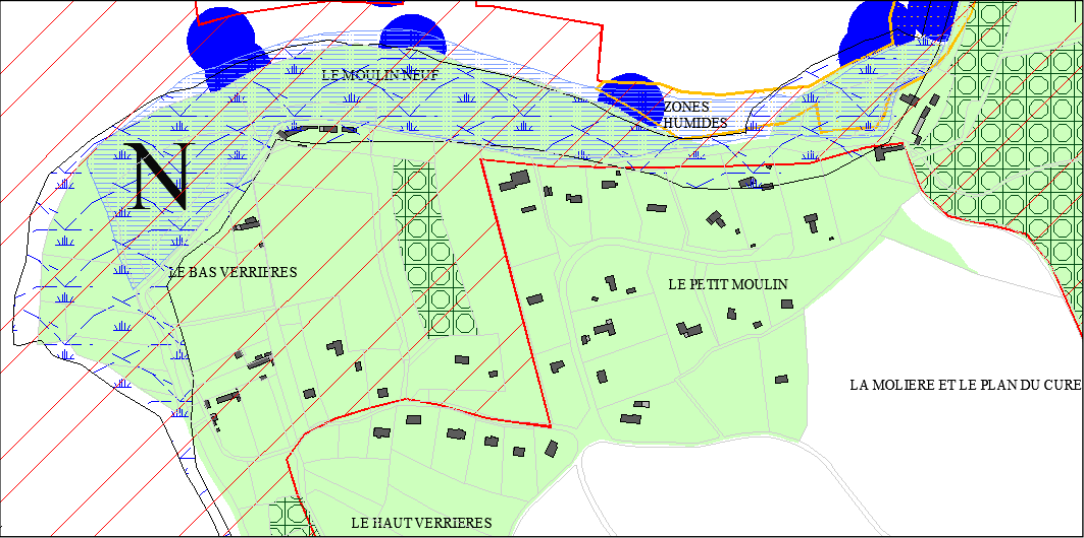 LE MOULIN NEUF
ZONES
HUMIDES
N
LE BAS VERRIERES
LE PETIT MOULIN
LA MOLIERE ET LE PLAN DU CURE
LE HAUT VERRIERES